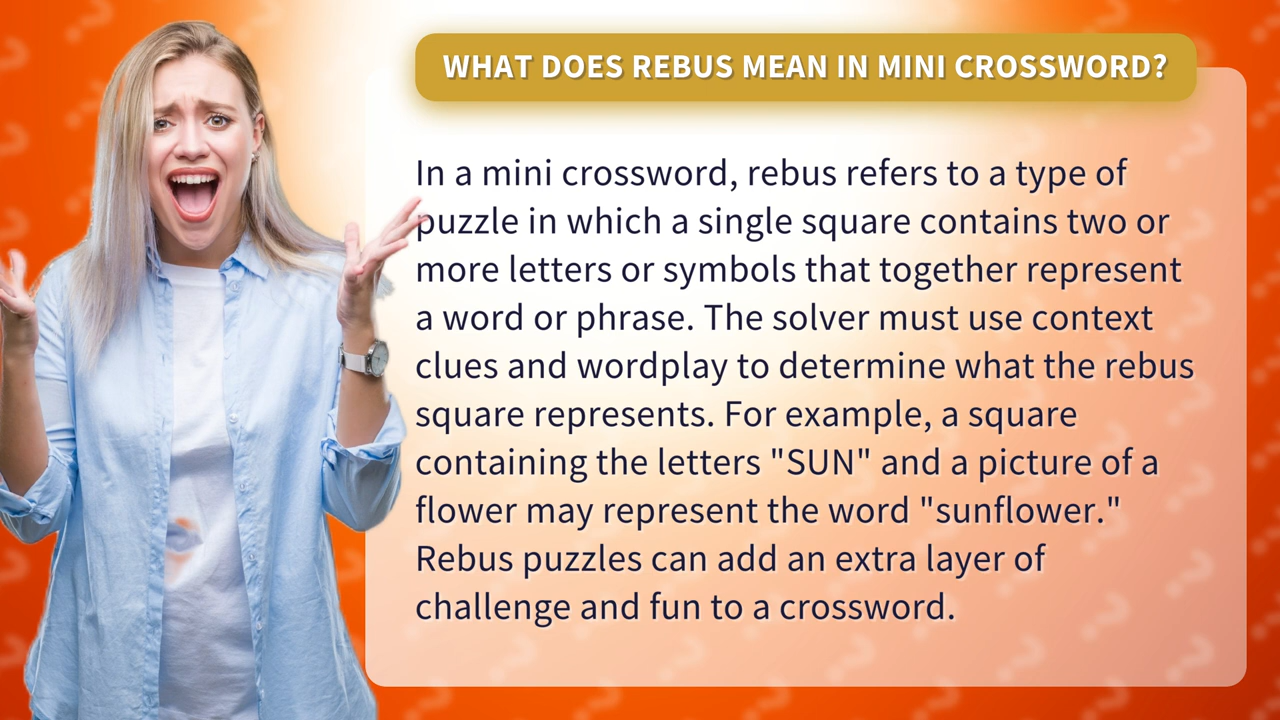 WHAT DOES REBUS MEAN IN MINI CROSSWORD?
In a mini crossword, rebus refers to a type of
puzzle in which a single square contains two or
more letters or symbols that together represent
a word or phrase. The solver must use context
clues and wordplay to determine what the rebus
square represents. For example, a square
containing the letters "SUN" and a picture of a
flower may represent the word "sunflower."
Rebus puzzles can add an extra layer of
challenge and fun to a crossword.